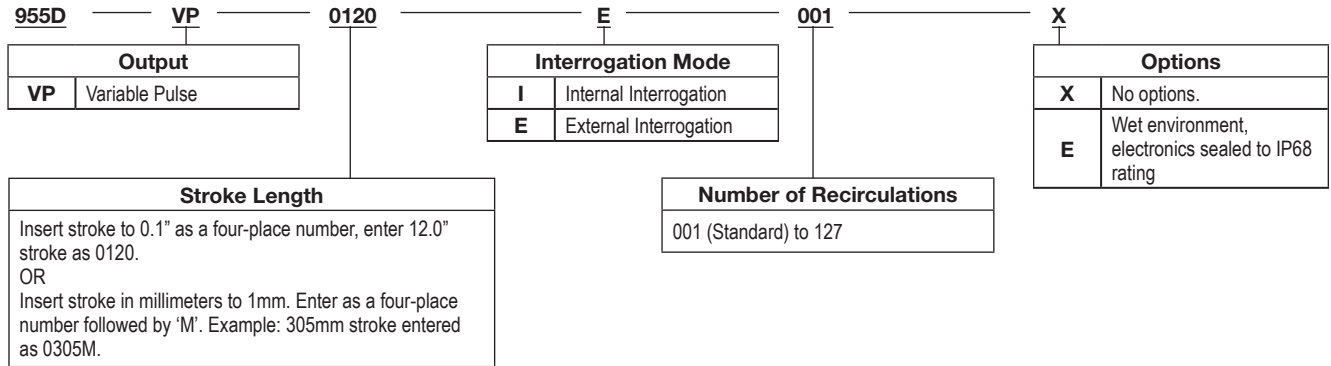 955D VP 0120 E 001 X
Output
VP Variable Pulse
Interrogation Mode
I Internal Interrogation
E External Interrogation
Options
X No options.
E Wet environment,
electronics sealed to IP68
rating
Stroke Length
Insert stroke to 0.1” as a four-place number, enter 12.0”
stroke as 0120.
OR
Insert stroke in millimeters to 1mm. Enter as a four-place
number followed by ‘M’. Example: 305mm stroke entered
as 0305M.
Number of Recirculations
001 (Standard) to 127